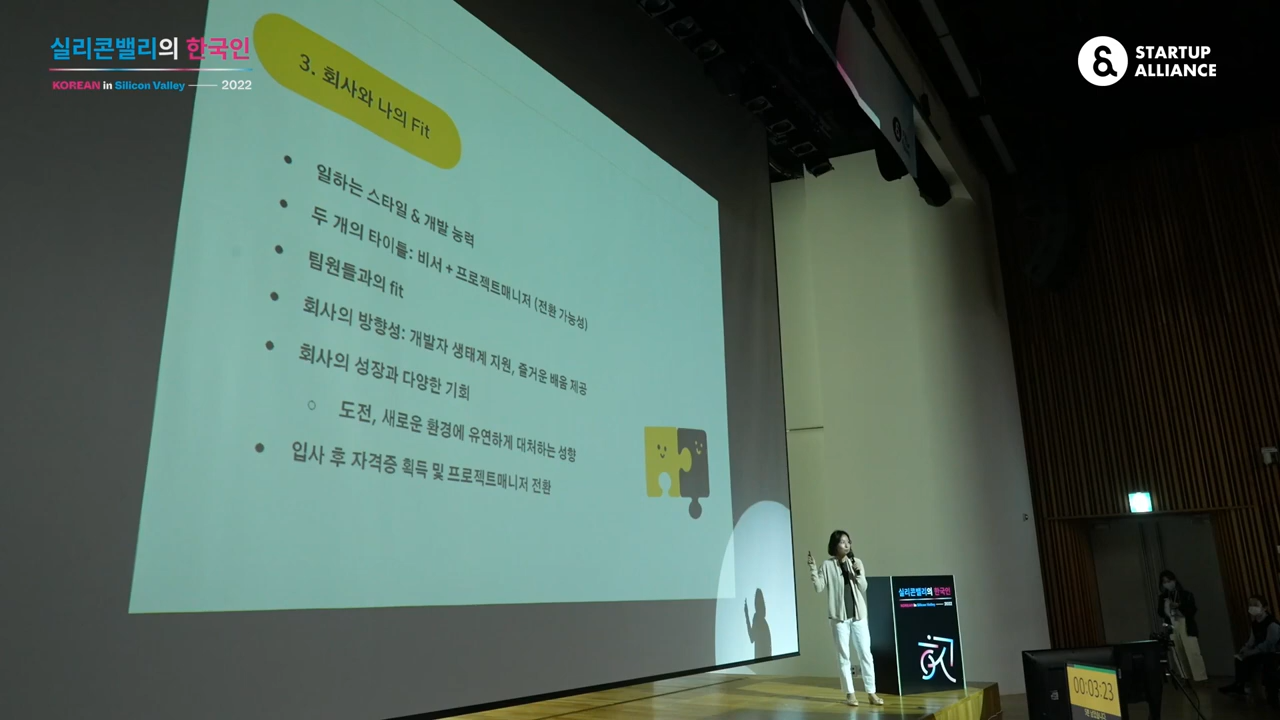 실리콘밸리의 한국인
KOREAN in Silicon Valley 2022
STARTUP
ALLIANCE
3. 회사와 나의 Fit
일하는 스타일 & 개발 능력
두 개의 타이틀: 비서 + 프로젝트매니저 (전환 가능성)
팀원들과의 fit
회사의 방향성: 개발자 생태계 지원, 즐거운 배움 제공
회사의 성장과 다양한 기회
도전, 새로운 환경에 유연하게 대처하는 성향
입사 후 자격증 획득 및 프로젝트매니저 전환
실리콘밸리의 한국인
KOREAN in Silicon Valley 2022
00:03:23